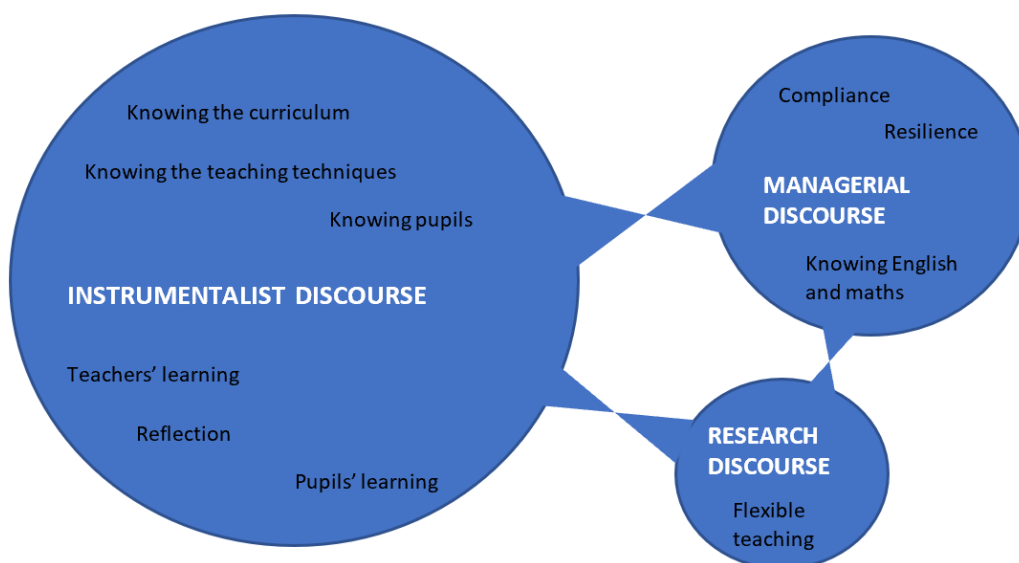 Knowing the curriculum
Knowing the teaching techniques
Knowing pupils
INSTRUMENTALIST DISCOURSE
Teachers’ learning
Reflection
Pupils’ learning
Compliance
Resilience
MANAGERIAL
DISCOURSE
Knowing English
and maths
RESEARCH
DISCOURSE
Flexible
teaching